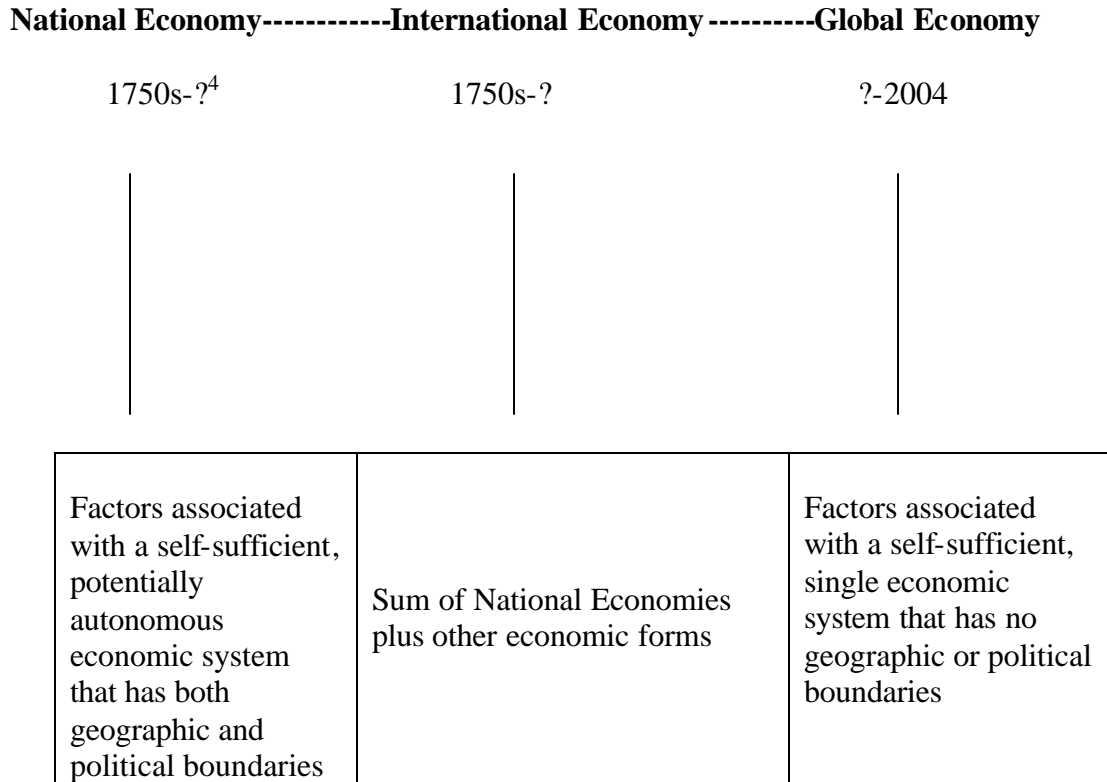 National Economy------------International Economy ----------Global Economy
1750s-?4 1750s-? ?-2004
Factors associated
with a self-sufficient,
potentially
autonomous
economic system
that has both
geographic and
political boundaries
Sum of National Economies
plus other economic forms
Factors associated
with a self-sufficient,
single economic
system that has no
geographic or political
boundaries